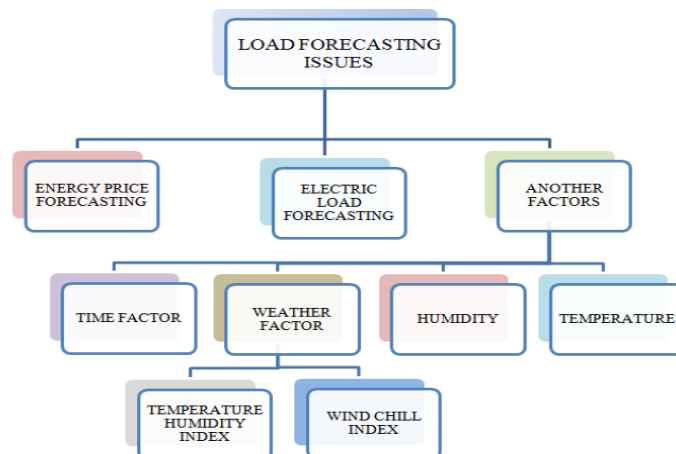 LOAD FORECASTING
ISSUES
ENERGY PRICE
FORECASTING
ELECTRIC
LOAD
FORECASTING
ANOTHER
FACTORS
TIME FACTOR
WEATHER
FACTOR
HUMIDITY
TEMPERATURE
TEMPERATURE
HUMIDITY
INDEX
WIND CHILL
INDEX